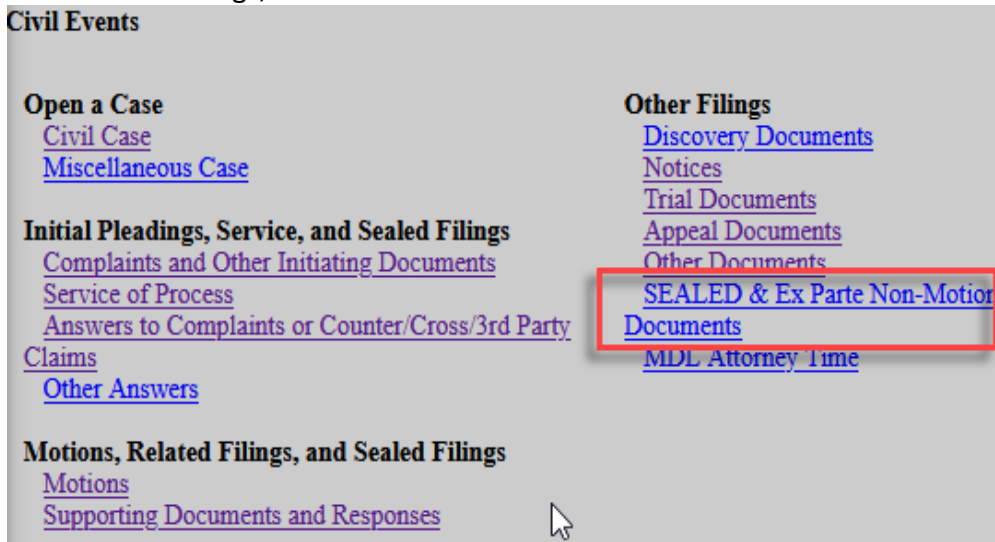 Civil Events
Open a Case
Civil Case
Miscellaneous Case
Initial Pleadings, Service, and Sealed Filings
Complaints and Other Initiating Documents
Service of Process
Answers to Complaints or Counter/Cross/3rd Party
Claims
Other Answers
Motions, Related Filings, and Sealed Filings
Motions
Supporting Documents and Responses
Other Filings
Discovery Documents
Notices
Trial Documents
Appeal Documents
Other Documents
SEALED & Ex Parte Non-Motion
Documents
MDL Attorney Time